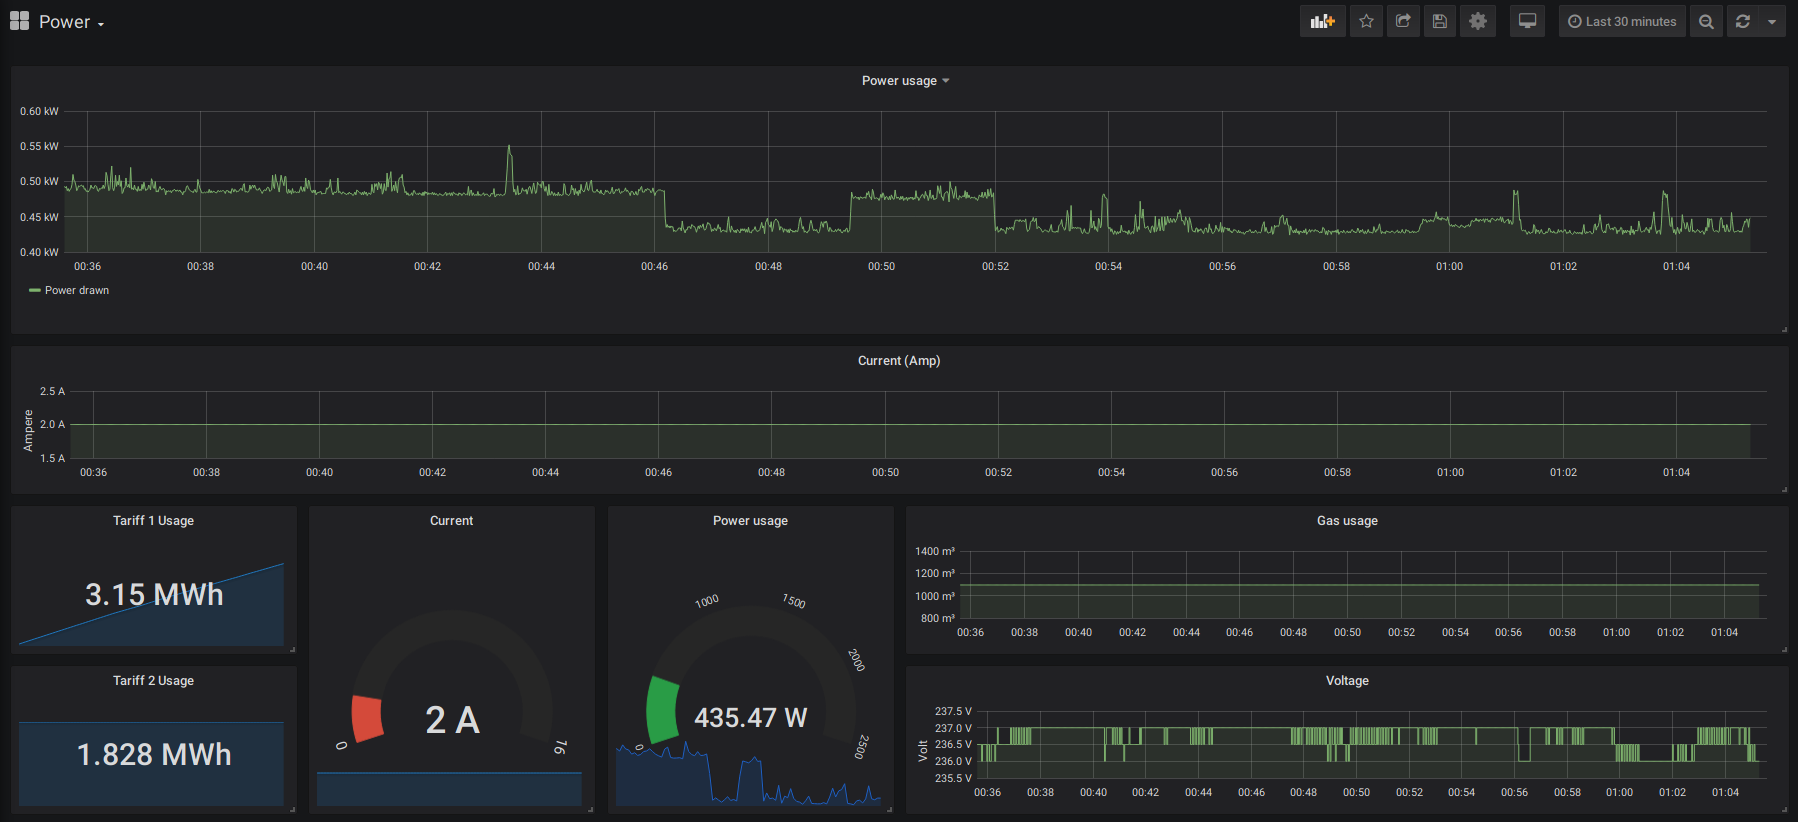 Power
Last 30 minutes
Power usage
0.60 kW
0.55 kW
0.50 kW
0.45 kW
0.40 kW
00:36 00:38 00:40 00:42 00:44 00:46 00:48 00:50 00:52 00:54 00:56 00:58 01:00 01:02 01:04
Power drawn
Current (Amp)
Ampere
2.5 A
2.0 A
1.5 A
00:36 00:38 00:40 00:42 00:44 00:46 00:48 00:50 00:52 00:54 00:56 00:58 01:00 01:02 01:04
Tariff 1 Usage
3.15 MWh
Tariff 2 Usage
1.828 MWh
Current
2 A
0
16
Power usage
0
1000
1500
2000
2500
435.47 W
Gas usage
1400 m³
1200 m³
1000 m³
800 m³
00:36 00:38 00:40 00:42 00:44 00:46 00:48 00:50 00:52 00:54 00:56 00:58 01:00 01:02 01:04
Voltage
Volt
237.5 V
237.0 V
236.5 V
236.0 V
235.5 V
00:36 00:38 00:40 00:42 00:44 00:46 00:48 00:50 00:52 00:54 00:56 00:58 01:00 01:02 01:04